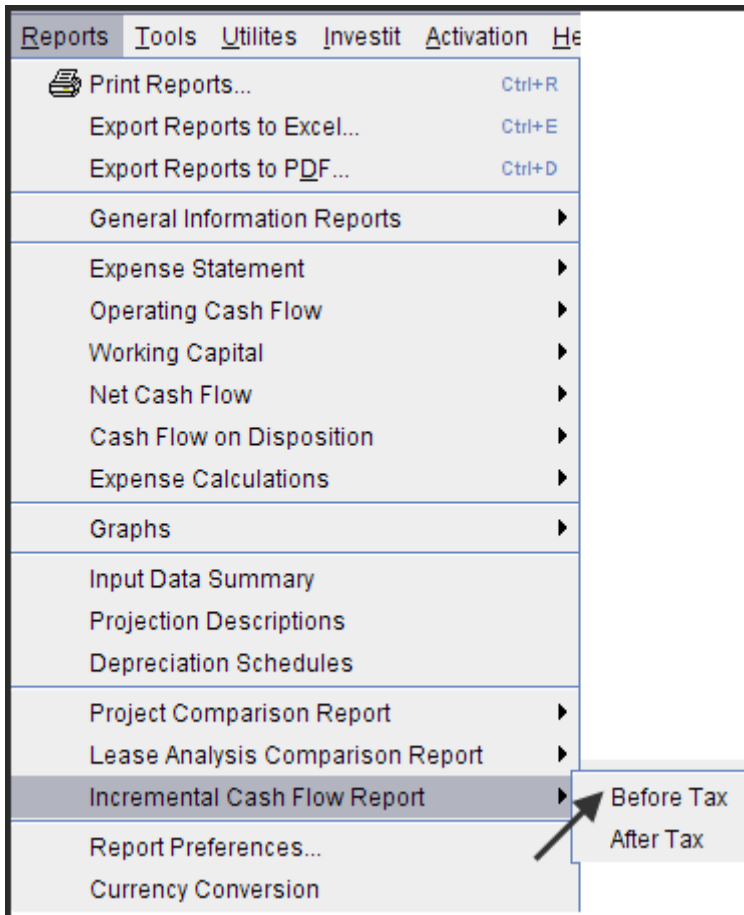 Reports Tools Utilites Investit Activation He
Print Reports... Ctrl+R
Export Reports to Excel... Ctrl+E
Export Reports to PDF... Ctrl+D
General Information Reports
Expense Statement
Operating Cash Flow
Working Capital
Net Cash Flow
Cash Flow on Disposition
Expense Calculations
Graphs
Input Data Summary
Projection Descriptions
Depreciation Schedules
Project Comparison Report
Lease Analysis Comparison Report
Incremental Cash Flow Report Before Tax
After Tax
Report Preferences...
Currency Conversion